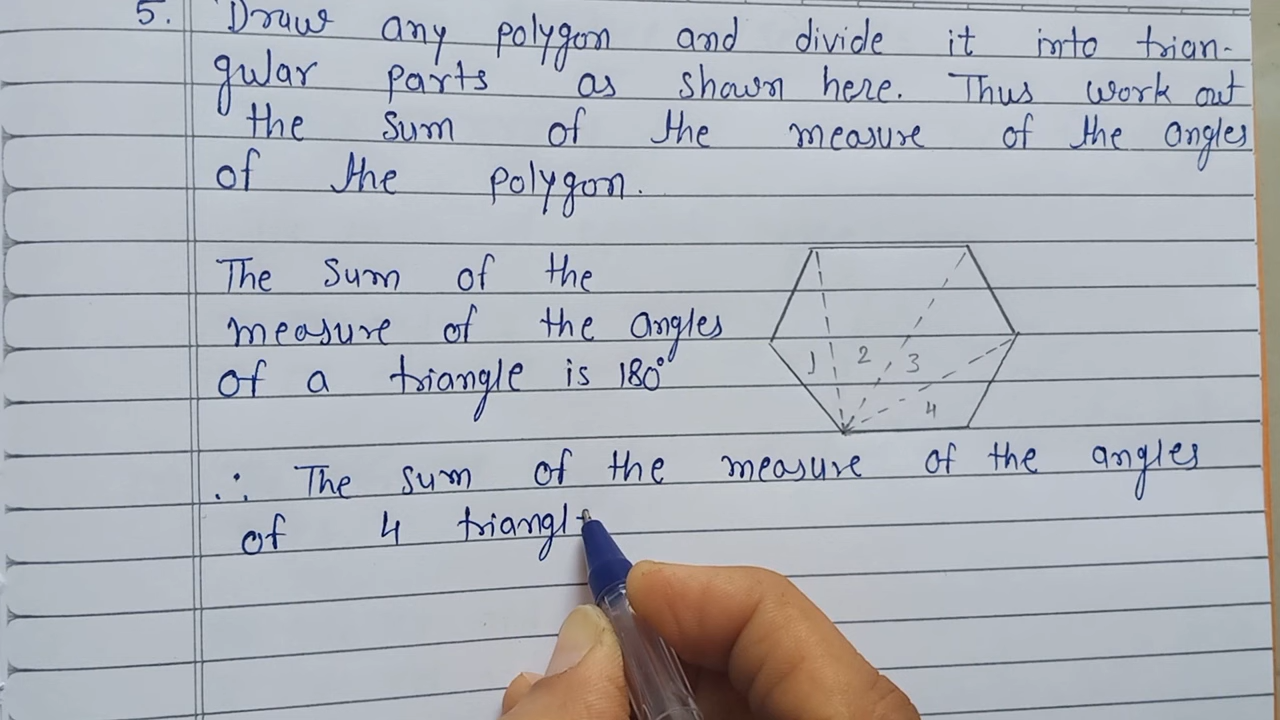 5. Draw any polygon and divide it into trian-
gular parts as shown here. Thus work out
the sum of the measure of the angles
of the polygon.
The sum of the
measure of the angles
of a triangle is 180°
1 2 3
4
∴ The sum of the measure of the angles
of 4 triangl